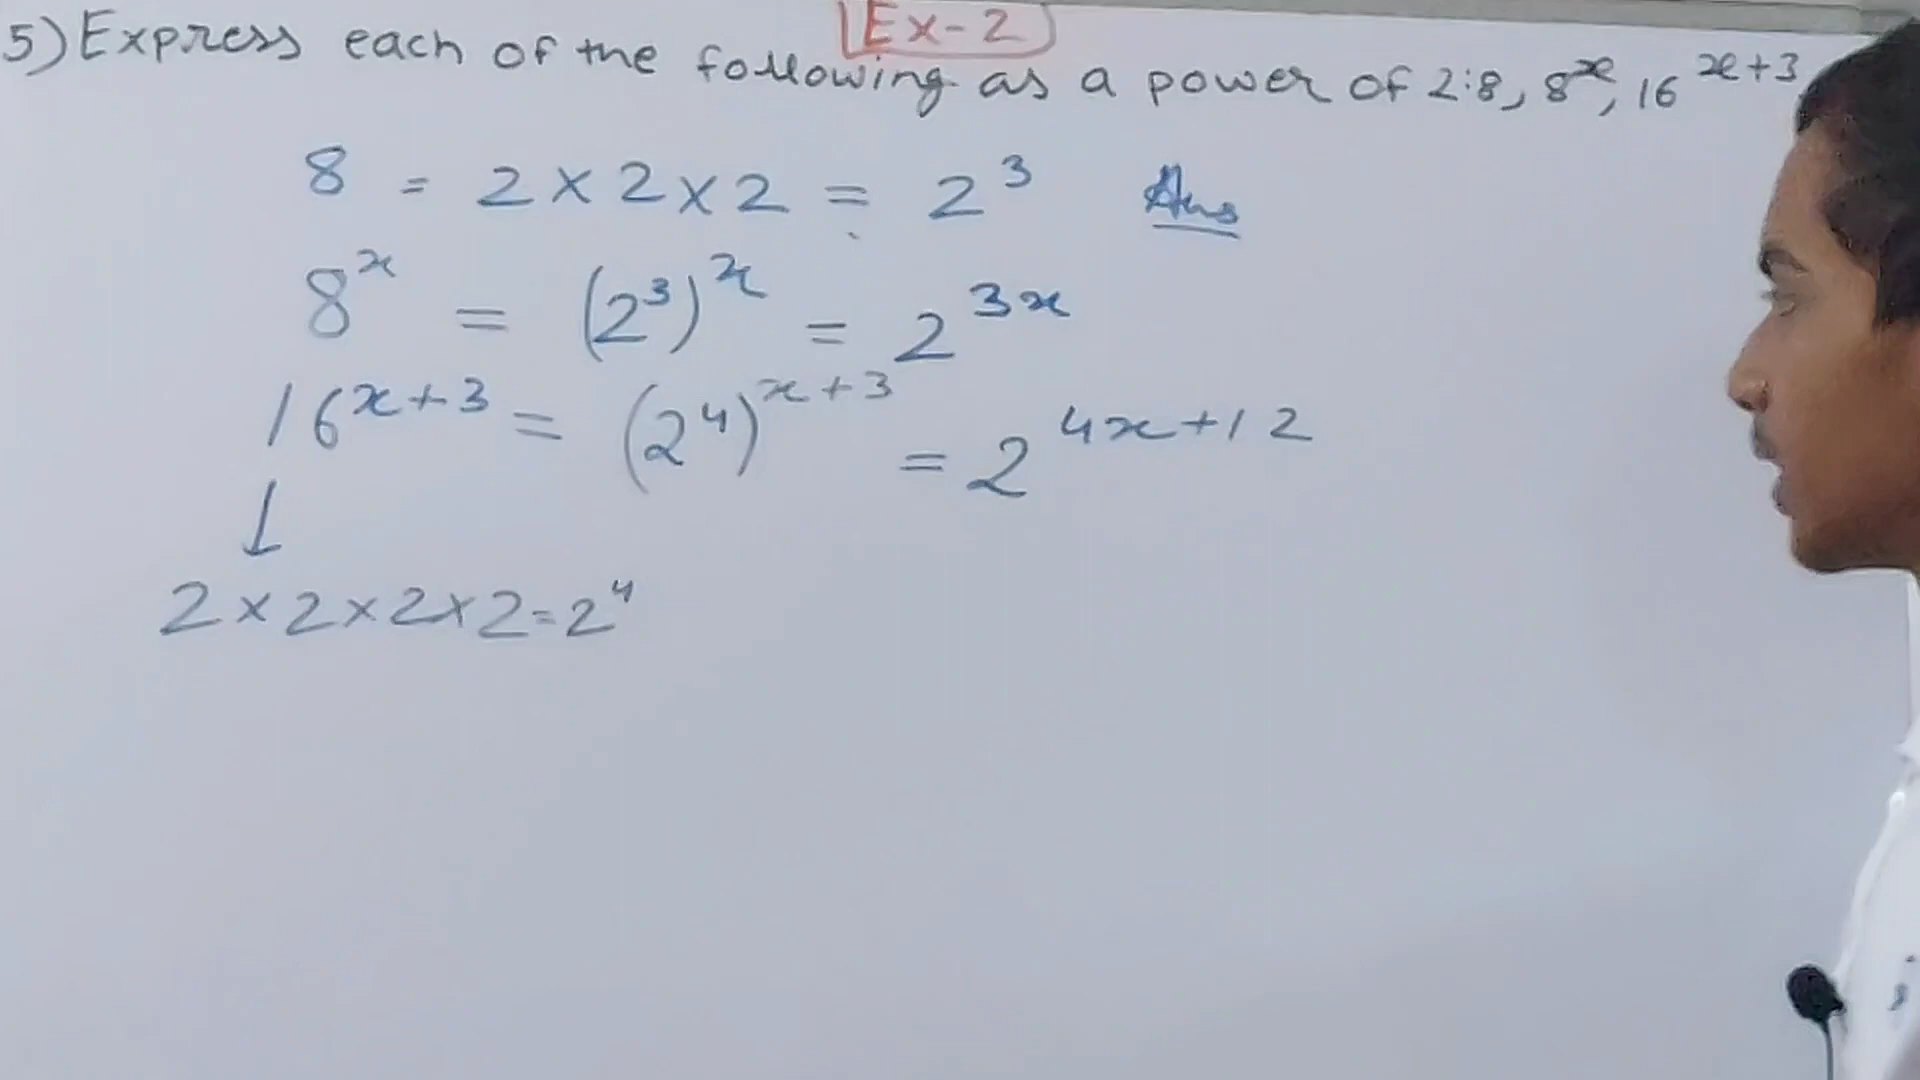 Ex-2
5) Express each of the following as a power of 2:8, 8^x, 16^x+3
8 = 2 × 2 × 2 = 2^3 Ans
8^x = (2^3)^x = 2^3x
16^x+3 = (2^4)^x+3 = 2^4x+12
↓
2×2×2×2=2^4